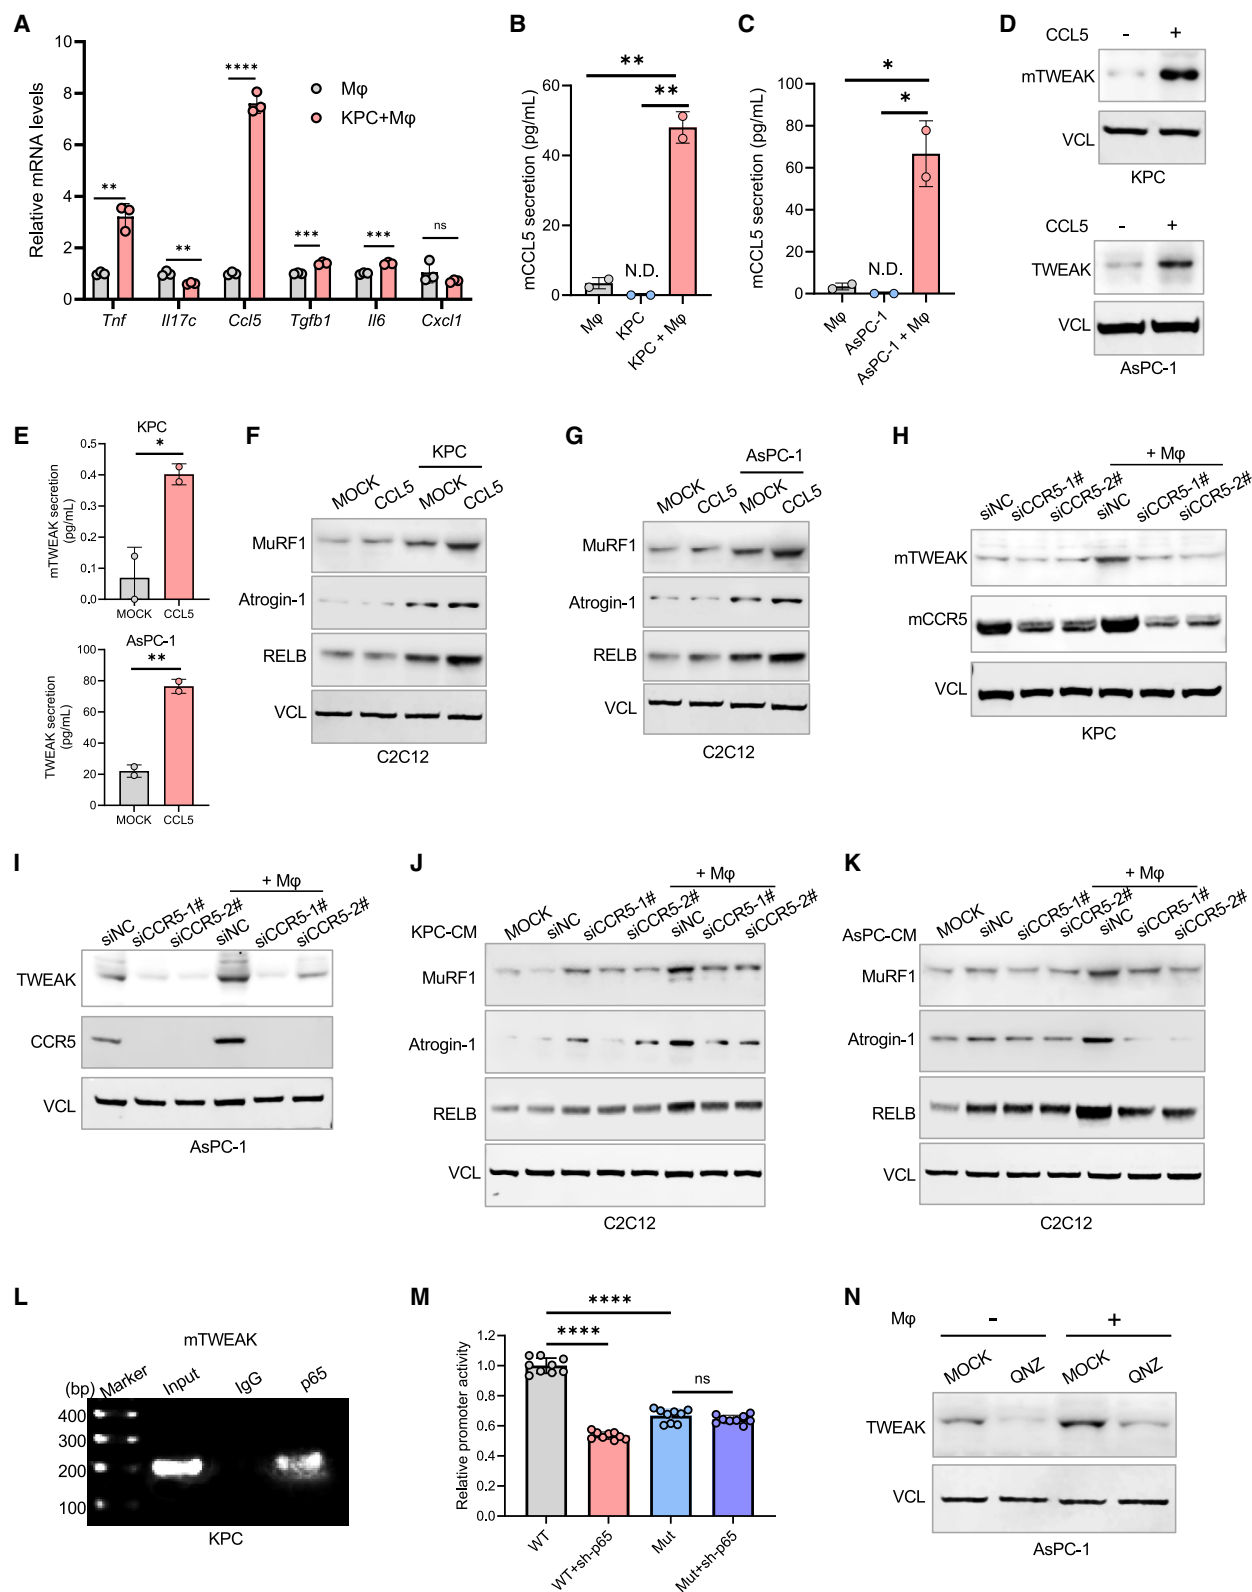 A
Relative mRNA levels
10
8
6
4
2
0
** ** **** *** *** ns
Mφ
KPC+Mφ
Tnf Il17c Ccl5 Tgfb1 Il6 Cxcl1
B
mCCL5 secretion (pg/mL)
60
40
20
0
**
**
N.D.
Mφ KPC KPC + Mφ
C
mCCL5 secretion (pg/mL)
100
80
60
40
20
0
*
*
N.D.
Mφ AsPC-1 AsPC-1 + Mφ
D
CCL5 - +
mTWEAK
VCL
KPC
CCL5 - +
TWEAK
VCL
AsPC-1
E
KPC
*
mTWEAK secretion
(pg/mL)
0.5
0.4
0.3
0.2
0.1
0.0
MOCK CCL5
AsPC-1
**
TWEAK secretion
(pg/mL)
100
80
60
40
20
0
MOCK CCL5
F
KPC
MOCK CCL5 MOCK CCL5
MuRF1
Atrogin-1
RELB
VCL
C2C12
G
AsPC-1
MOCK CCL5 MOCK CCL5
MuRF1
Atrogin-1
RELB
VCL
C2C12
H
+ Mφ
siNC siCCR5-1# siCCR5-2# siNC siCCR5-1# siCCR5-2#
mTWEAK
mCCR5
VCL
KPC
I
+ Mφ
siNC siCCR5-1# siCCR5-2# siNC siCCR5-1# siCCR5-2#
TWEAK
CCR5
VCL
AsPC-1
J
+ Mφ
KPC-CM MOCK siNC siCCR5-1# siCCR5-2# siNC siCCR5-1# siCCR5-2#
MuRF1
Atrogin-1
RELB
VCL
C2C12
K
+ Mφ
AsPC-CM MOCK siNC siCCR5-1# siCCR5-2# siNC siCCR5-1# siCCR5-2#
MuRF1
Atrogin-1
RELB
VCL
C2C12
L
mTWEAK
(bp) Marker Input IgG p65
400
300
200
100
KPC
M
Relative promoter activity
1.2
1.0
0.8
0.6
0.4
0.2
0.0
****
****
ns
WT WT+sh-p65 Mut Mut+sh-p65
N
Mφ - +
MOCK QNZ MOCK QNZ
TWEAK
VCL
AsPC-1